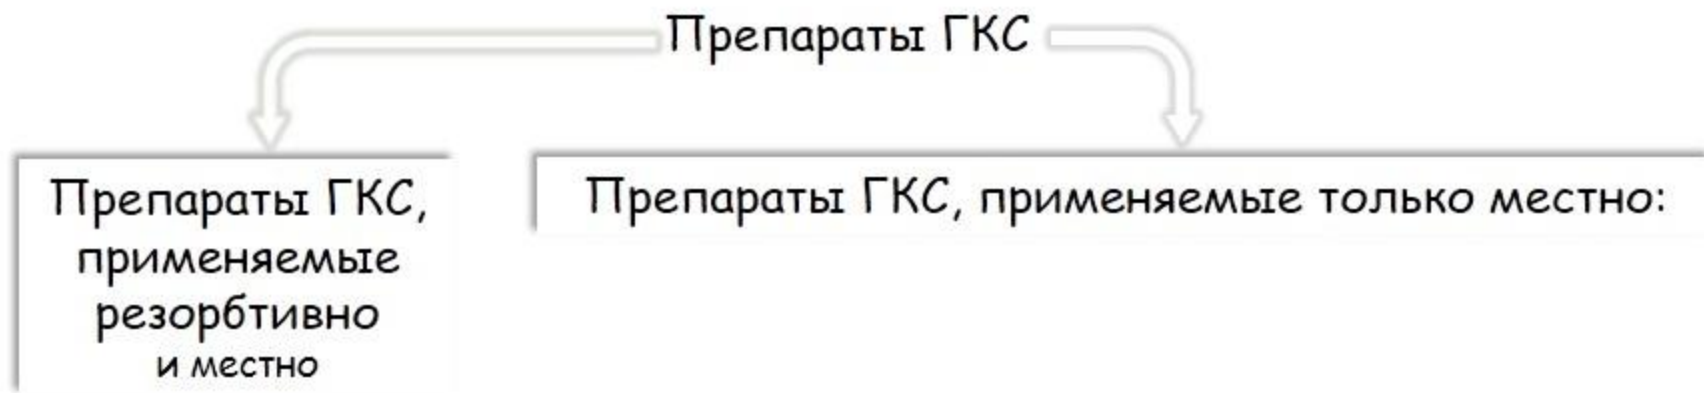 Препараты ГКС
Препараты ГКС,
применяемые
резорбтивно
и местно
Препараты ГКС, применяемые только местно: